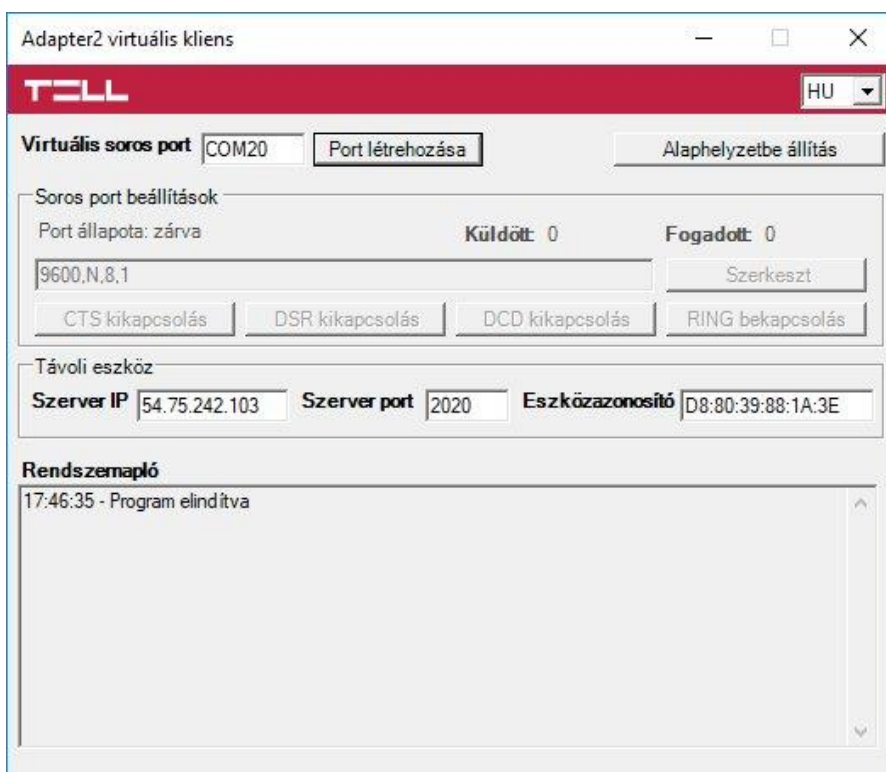 Adapter2 virtuális kliens
TELL
HU
Virtuális soros port COM20 Port létrehozása Alaphelyzetbe állítás
Soros port beállítások
Port állapota: zárva Küldött: 0 Fogadott: 0
9600,N,8,1 Szerkeszt
CTS kikapcsolás DSR kikapcsolás DCD kikapcsolás RING bekapcsolás
Távoli eszköz
Szerver IP 54.75.242.103 Szerver port 2020 Eszközazonosító D8:80:39:88:1A:3E
Rendszernapló
17:46:35 - Program elindítva